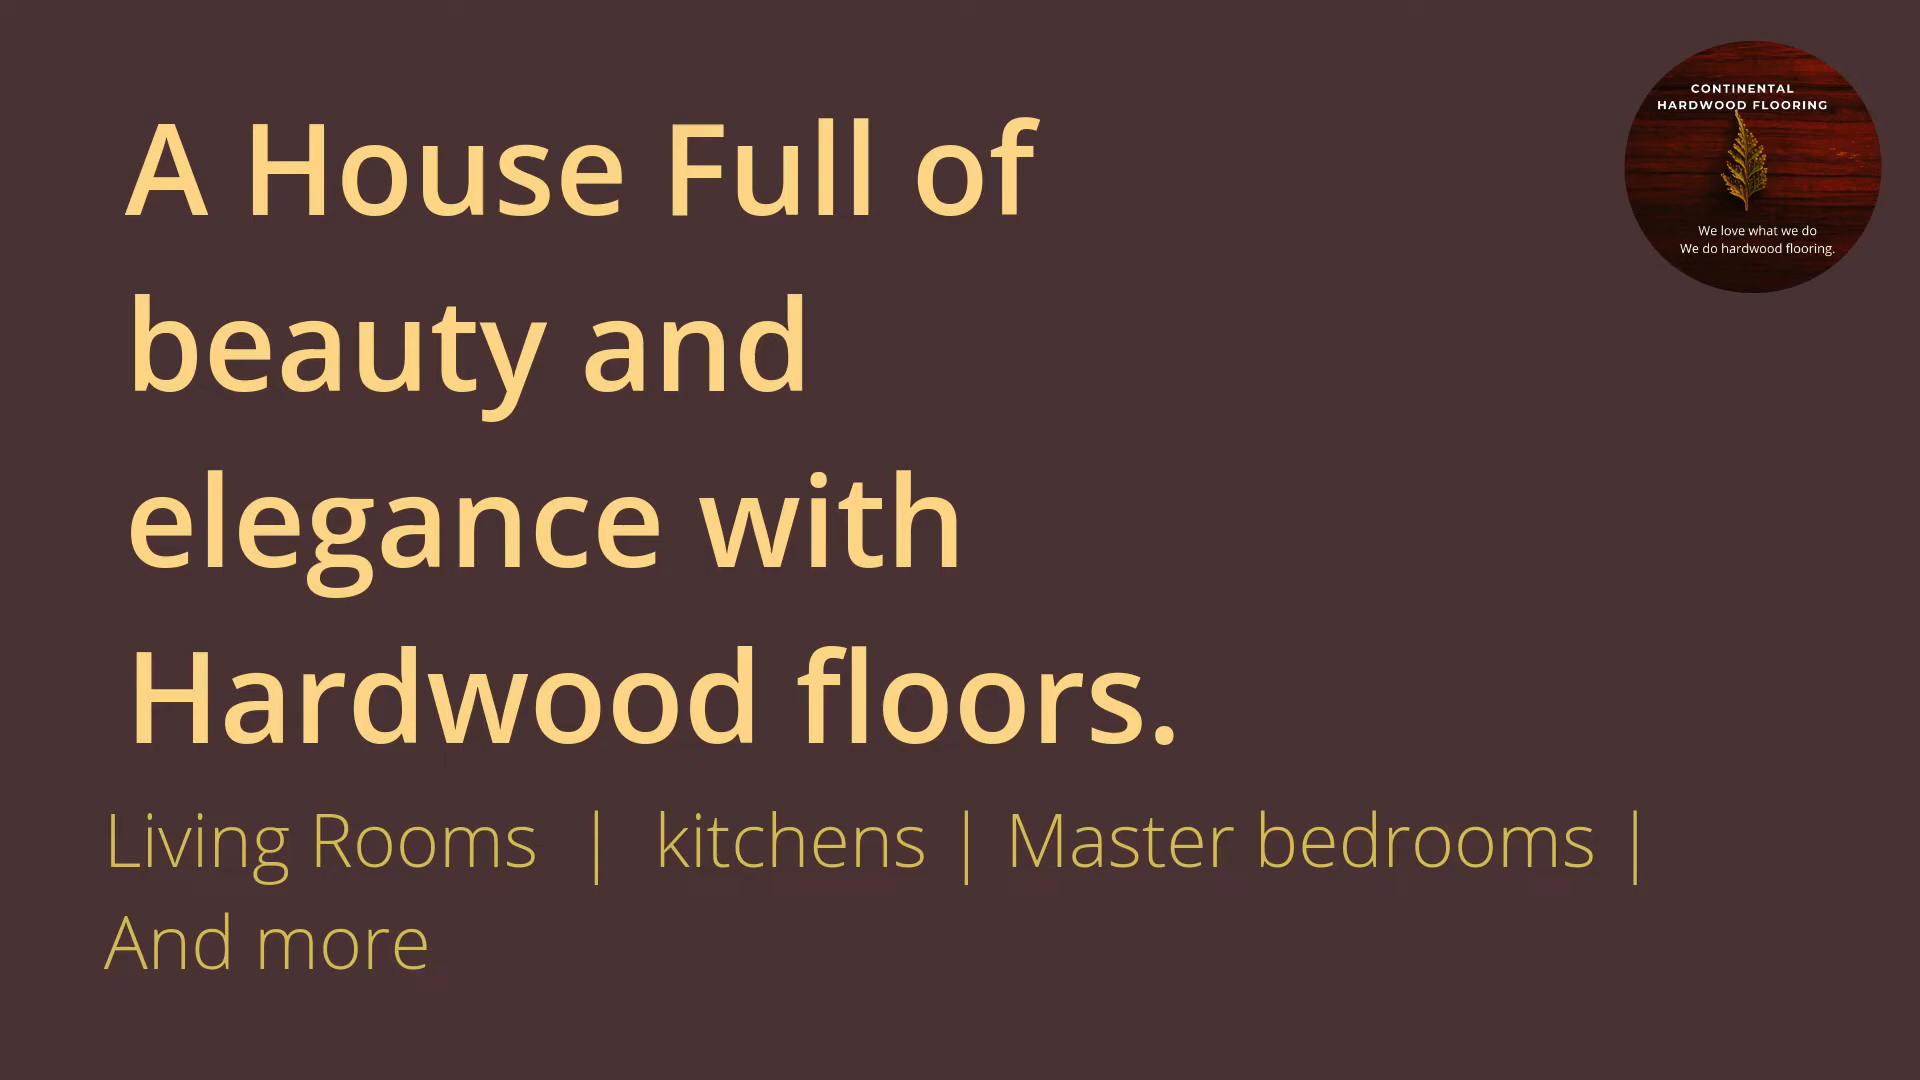 A House Full of
beauty and
elegance with
Hardwood floors.
Living Rooms | kitchens | Master bedrooms |
And more
CONTINENTAL
HARDWOOD FLOORING
We love what we do
We do hardwood flooring.